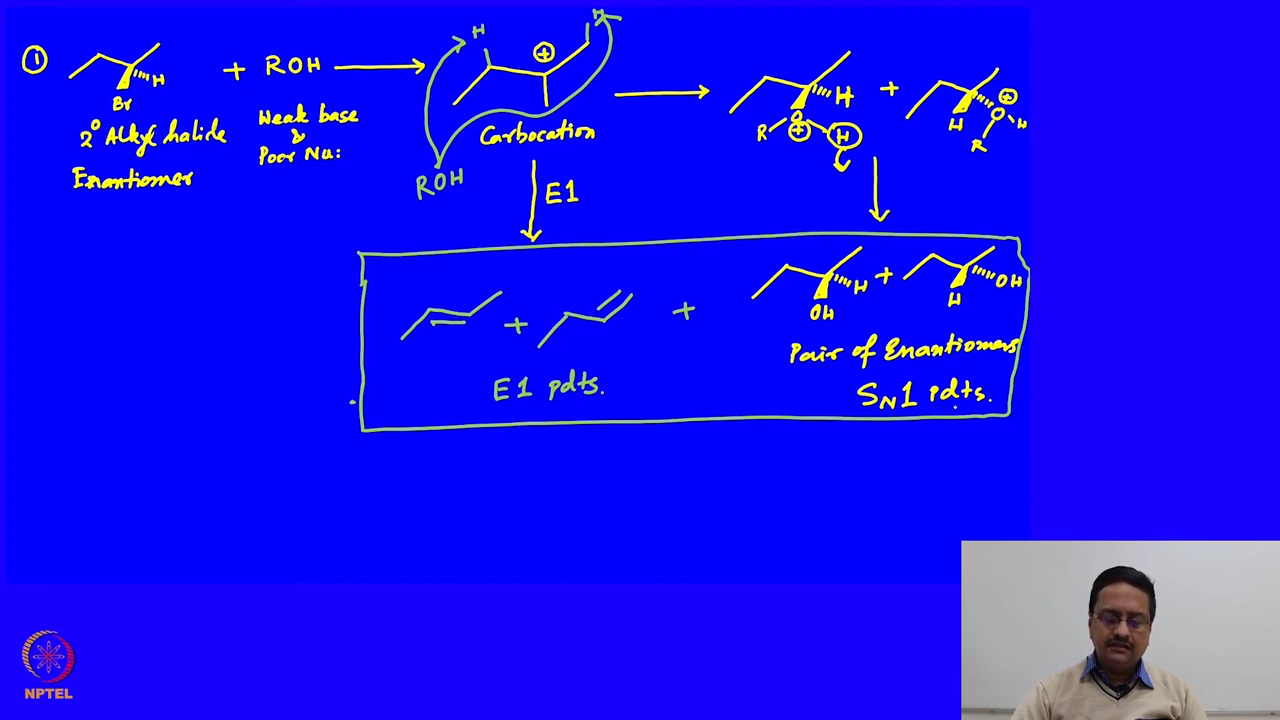 ① + ROH
H
Br
2° Alkyl halide
Enantiomer
Weak base
&
Poor Nu:
H
H
⊕
Carbocation
ROH
E1
H
O
R ⊕ H
+
H
O ⊕
H
R
+
E1 pdts.
+
H
OH
+
H
OH
Pair of Enantiomers
SN1 pdts.
NPTEL